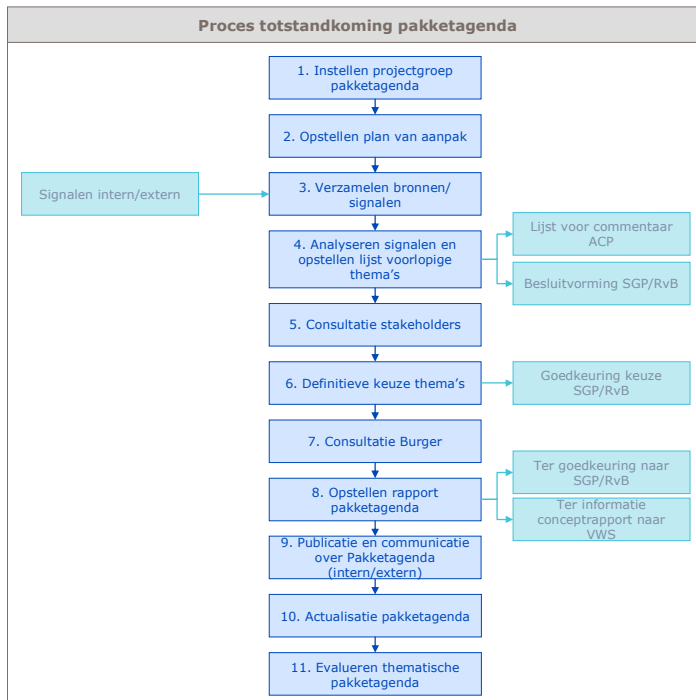 Proces totstandkoming pakketagenda
1. Instellen projectgroep
pakketagenda
2. Opstellen plan van aanpak
Signalen intern/extern
3. Verzamelen bronnen/
signalen
4. Analyseren signalen en
opstellen lijst voorlopige
thema's
Lijst voor commentaar
ACP
Besluitvorming SGP/RvB
5. Consultatie stakeholders
6. Definitieve keuze thema's
Goedkeuring keuze
SGP/RvB
7. Consultatie Burger
8. Opstellen rapport
pakketagenda
Ter goedkeuring naar
SGP/RvB
Ter informatie
conceptrapport naar
VWS
9. Publicatie en communicatie
over Pakketagenda
(intern/extern)
10. Actualisatie pakketagenda
11. Evalueren thematische
pakketagenda